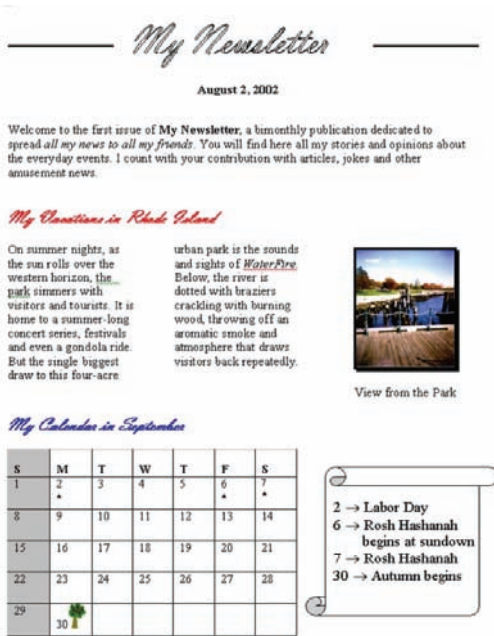 My Newsletter
August 2, 2002
Welcome to the first issue of My Newsletter, a bimonthly publication dedicated to
spread all my news to all my friends. You will find here all my stories and opinions about
the everyday events. I count with your contribution with articles, jokes and other
amusement news.
My Vacations in Rhode Island
On summer nights, as
the sun rolls over the
western horizon, the
park simmers with
visitors and tourists. It is
home to a summer-long
concert series, festivals
and even a gondola ride.
But the single biggest
draw to this four-acre
urban park is the sounds
and sights of WaterFire.
Below, the river is
dotted with braziers
crackling with burning
wood, throwing off an
aromatic smoke and
atmosphere that draws
visitors back repeatedly.
View from the Park
My Calendar in September
S M T W T F S
1 2 3 4 5 6 7
* * *
8 9 10 11 12 13 14
15 16 17 18 19 20 21
22 23 24 25 26 27 28
29 30
2 → Labor Day
6 → Rosh Hashanah
begins at sundown
7 → Rosh Hashanah
30 → Autumn begins